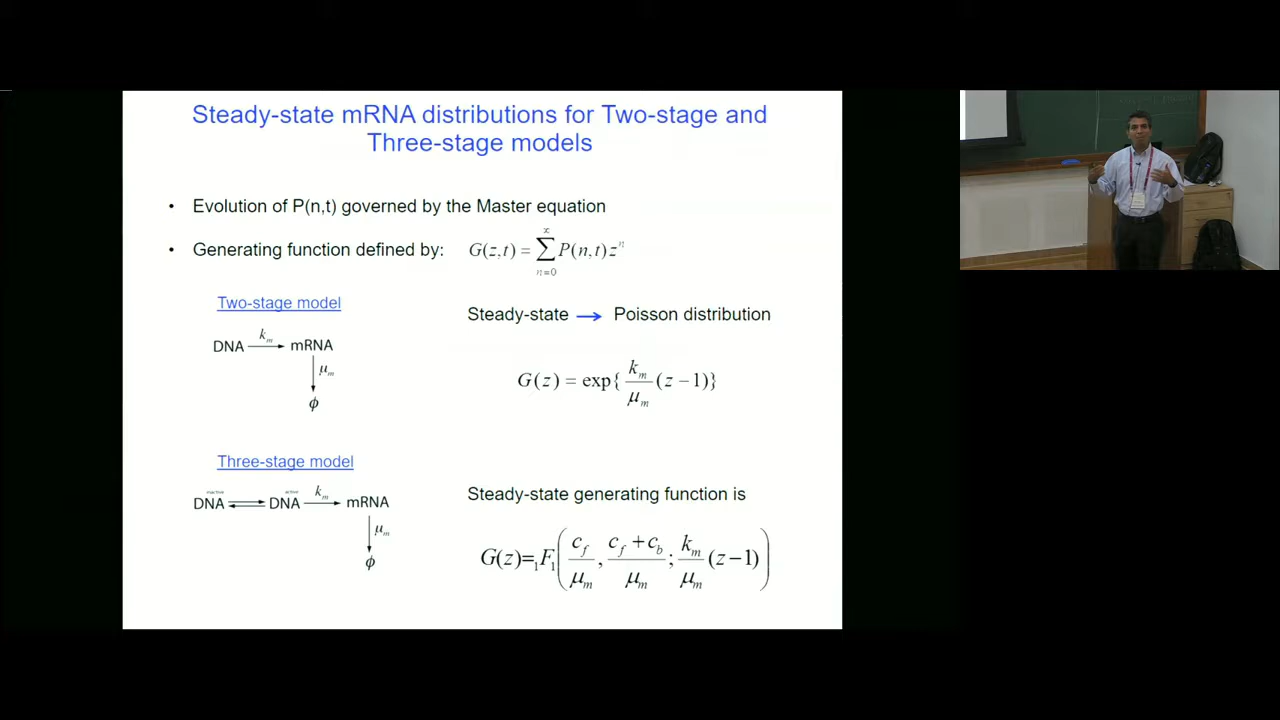 Steady-state mRNA distributions for Two-stage and
Three-stage models
• Evolution of P(n,t) governed by the Master equation
• Generating function defined by: G(z,t) = ∑_{n=0}^{∞} P(n,t) z^n
Two-stage model
Steady-state → Poisson distribution
DNA —k_m→ mRNA
μ_m
ϕ
G(z) = exp{ k_m/μ_m (z − 1)}
Three-stage model
Steady-state generating function is
inactive active
DNA ⇌ DNA —k_m→ mRNA
μ_m
ϕ
G(z)=₁F₁( c_f/μ_m , (c_f + c_b)/μ_m ; k_m/μ_m (z−1) )